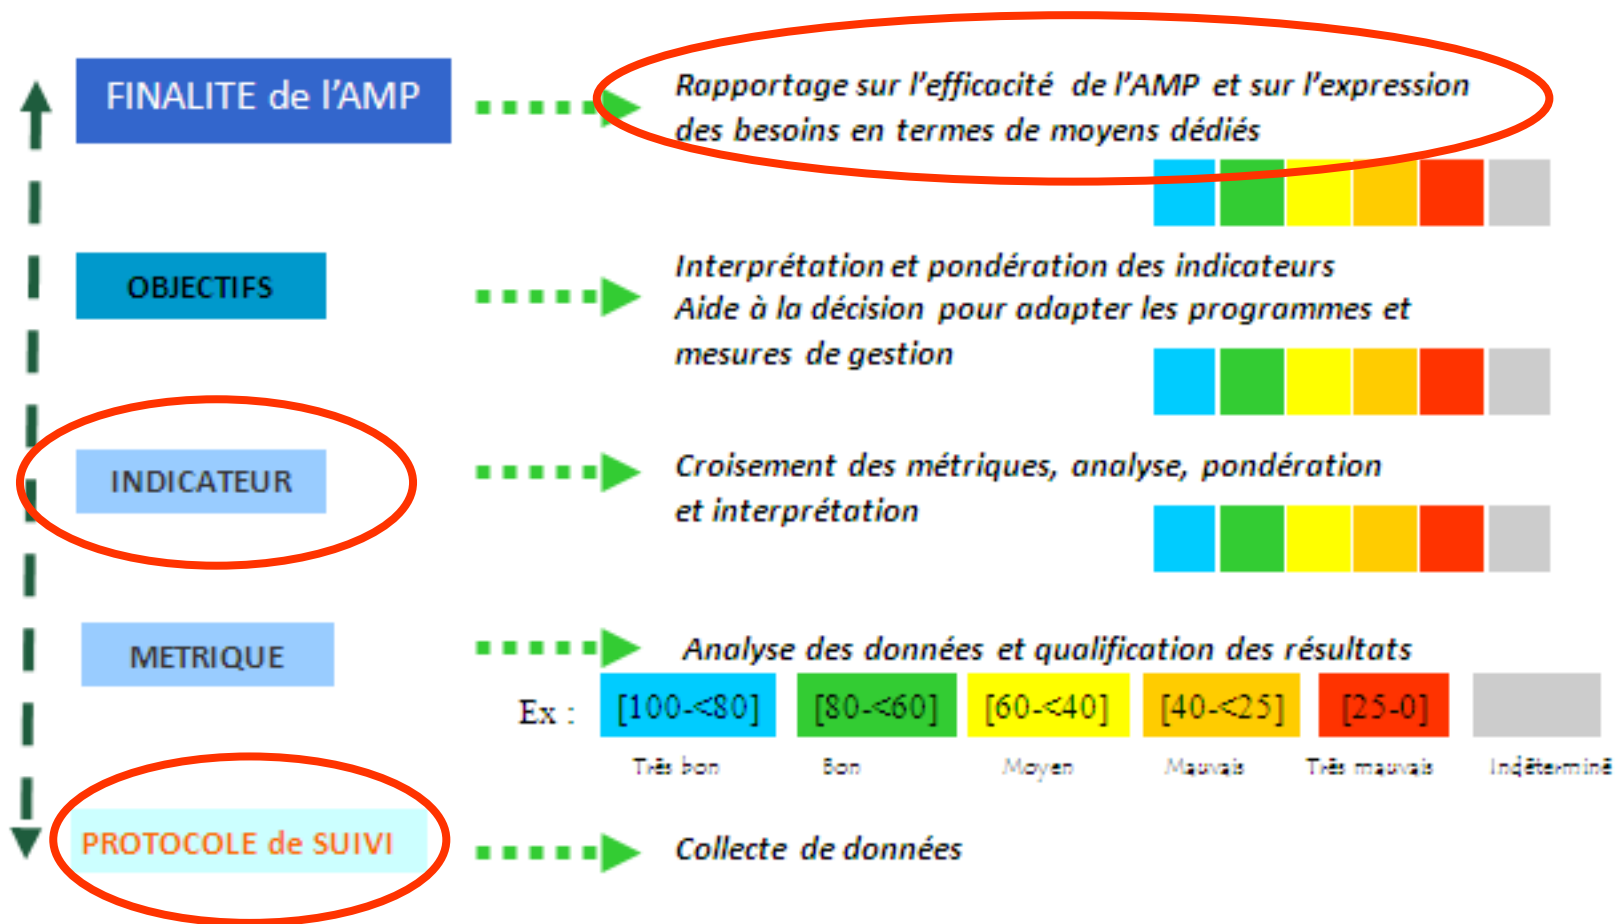 FINALITE de l'AMP
Rapportage sur l'efficacité de l'AMP et sur l'expression
des besoins en termes de moyens dédiés
OBJECTIFS
Interprétation et pondération des indicateurs
Aide à la décision pour adapter les programmes et
mesures de gestion
INDICATEUR
Croisement des métriques, analyse, pondération
et interprétation
METRIQUE
Analyse des données et qualification des résultats
Ex : [100-<80] [80-<60] [60-<40] [40-<25] [25-0]
Très bon Bon Moyen Mauvais Très mauvais Indéterminé
PROTOCOLE de SUIVI
Collecte de données